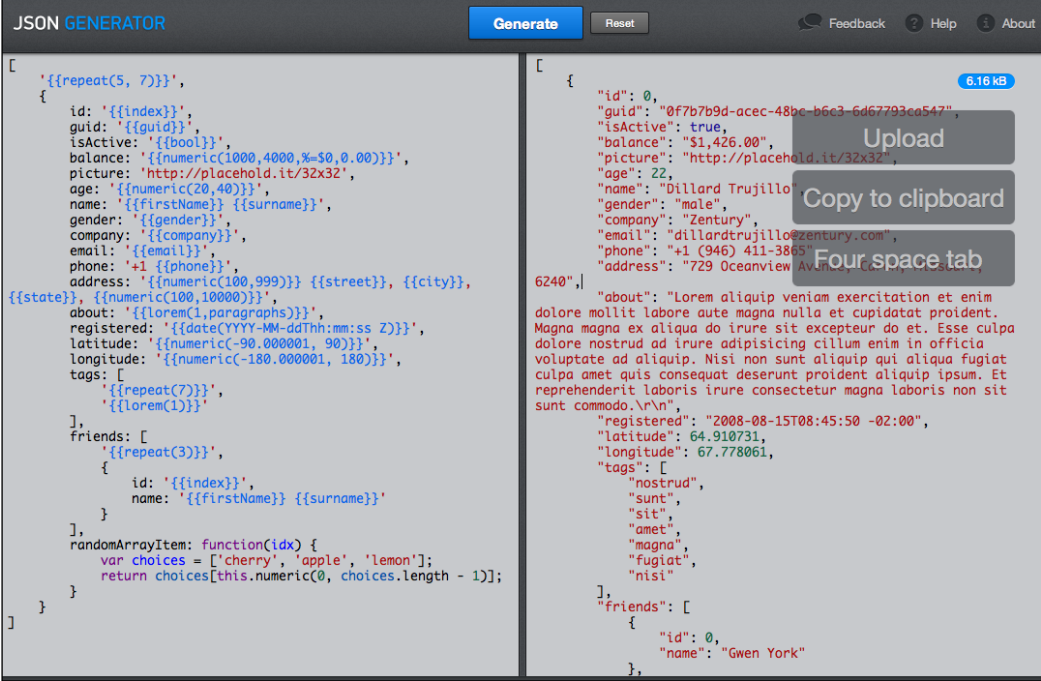 JSON GENERATOR
Generate
Reset
Feedback
Help
About
[
'{{repeat(5, 7)}}',
{
id: '{{index}}',
guid: '{{guid}}',
isActive: '{{bool}}',
balance: '{{numeric(1000,4000,%=$0,0.00)}}',
picture: 'http://placehold.it/32x32',
age: '{{numeric(20,40)}}',
name: '{{firstName}} {{surname}}',
gender: '{{gender}}',
company: '{{company}}',
email: '{{email}}',
phone: '+1 {{phone}}',
address: '{{numeric(100,999)}} {{street}}, {{city}},
{{state}}, {{numeric(100,10000)}}',
about: '{{lorem(1,paragraphs)}}',
registered: '{{date(YYYY-MM-ddThh:mm:ss Z)}}',
latitude: '{{numeric(-90.000001, 90)}}',
longitude: '{{numeric(-180.000001, 180)}}',
tags: [
'{{repeat(7)}}',
'{{lorem(1)}}'
],
friends: [
'{{repeat(3)}}',
{
id: '{{index}}',
name: '{{firstName}} {{surname}}'
}
],
randomArrayItem: function(idx) {
var choices = ['cherry', 'apple', 'lemon'];
return choices[this.numeric(0, choices.length - 1)];
}
}
]
[
{
6.16 kB
"id": 0,
"guid": "0f7b7b9d-acec-48bc-b6c3-6d67793ca547",
"isActive": true,
Upload
"balance": "$1,426.00",
"picture": "http://placehold.it/32x32",
"age": 22,
"name": "Dillard Trujillo",
Copy to clipboard
"gender": "male",
"company": "Zentury",
"email": "dillardtrujillo@zentury.com",
"phone": "+1 (946) 411-3865",
Four space tab
"address": "729 Oceanview Avenue, Missouri,
6240",
"about": "Lorem aliquip veniam exercitation et enim
dolore mollit labore aute magna nulla et cupidatat proident.
Magna magna ex aliqua do irure sit excepteur do et. Esse culpa
dolore nostrud ad irure adipisicing cillum enim in officia
voluptate ad aliquip. Nisi non sunt aliquip qui aliqua fugiat
culpa amet quis consequat deserunt proident aliquip ipsum. Et
reprehenderit laboris irure consectetur magna laboris non sit
sunt commodo.\r\n",
"registered": "2008-08-15T08:45:50 -02:00",
"latitude": 64.910731,
"longitude": 67.778061,
"tags": [
"nostrud",
"sunt",
"sit",
"amet",
"magna",
"fugiat",
"nisi"
],
"friends": [
{
"id": 0,
"name": "Gwen York"
},